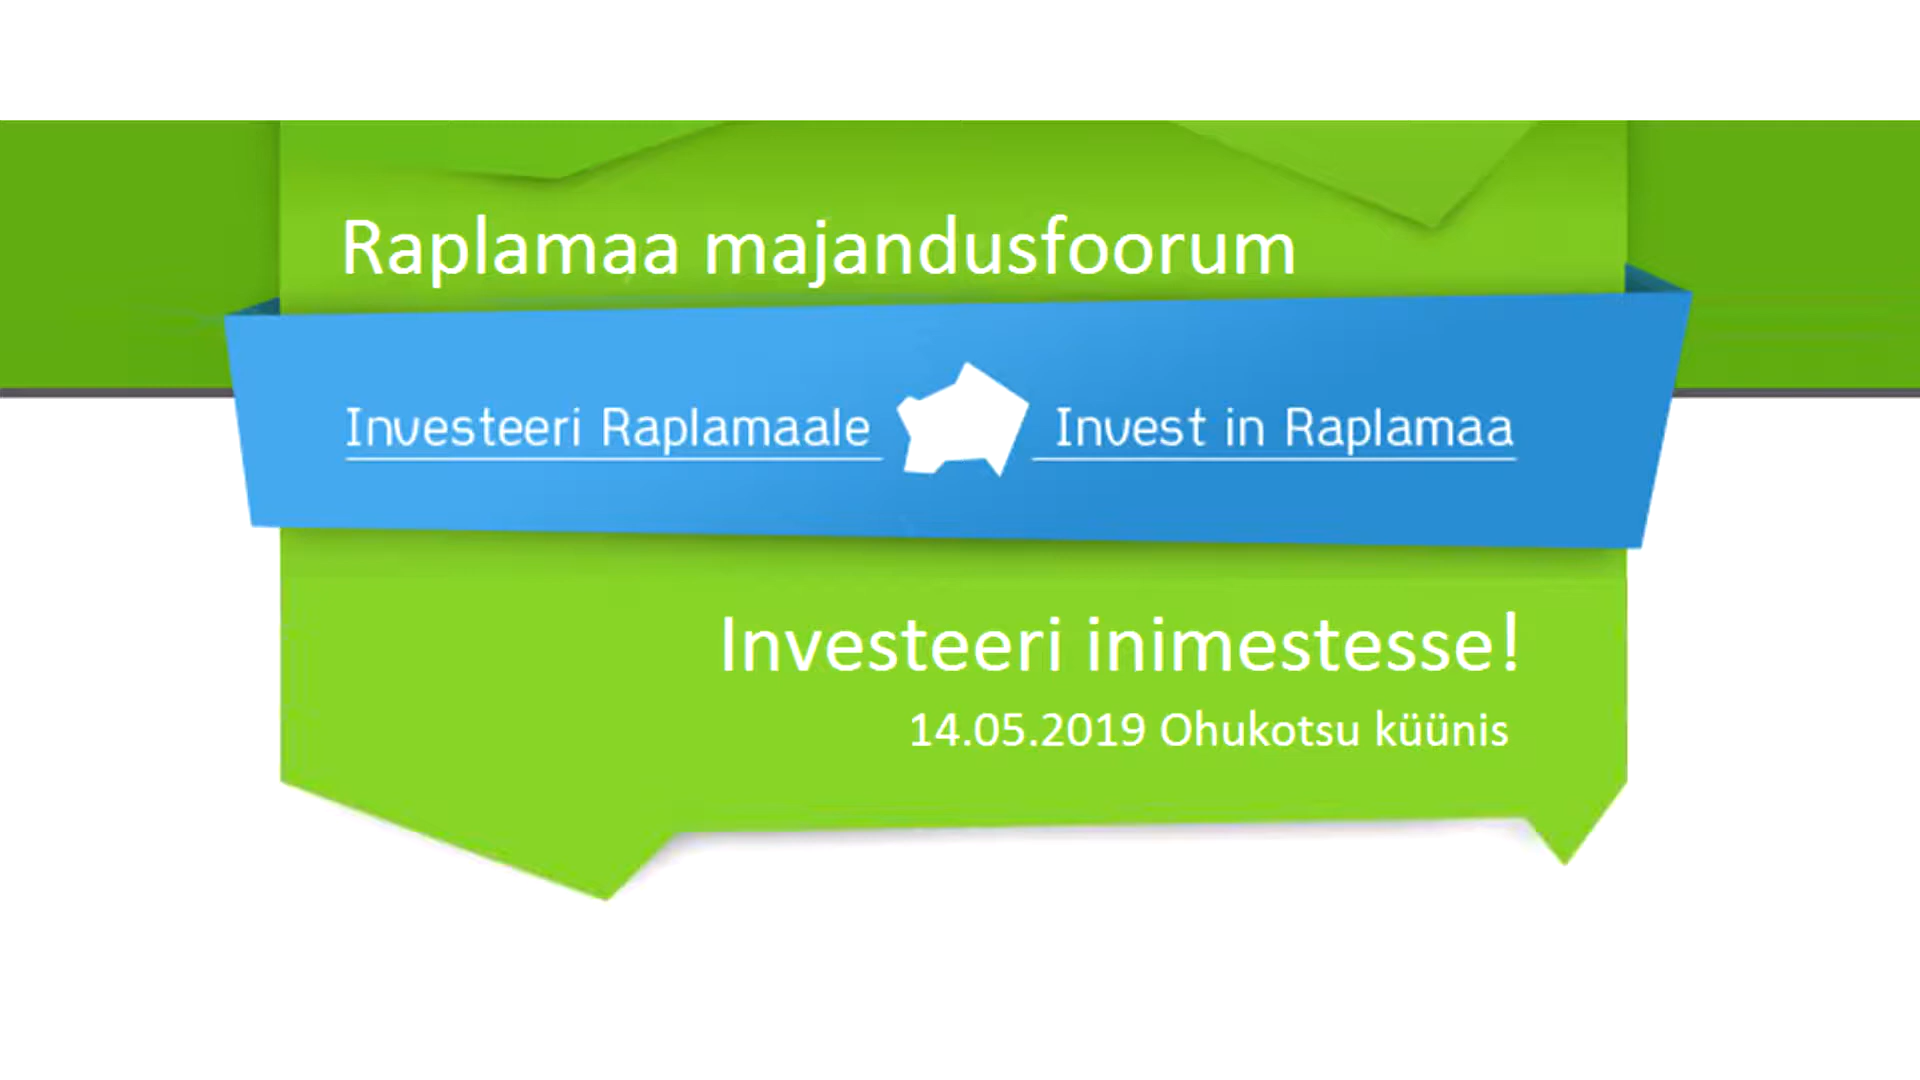 Raplamaa majandusfoorum
Investeeri Raplamaale Invest in Raplamaa
Investeeri inimestesse!
14.05.2019 Ohukotsu küünis